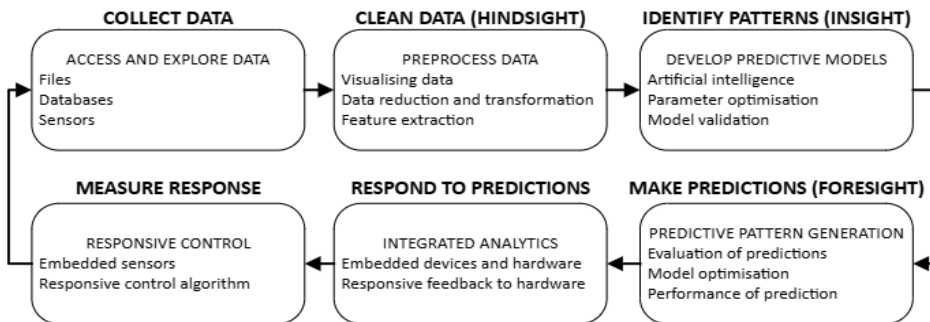 COLLECT DATA
ACCESS AND EXPLORE DATA
Files
Databases
Sensors
CLEAN DATA (HINDSIGHT)
PREPROCESS DATA
Visualising data
Data reduction and transformation
Feature extraction
IDENTIFY PATTERNS (INSIGHT)
DEVELOP PREDICTIVE MODELS
Artificial intelligence
Parameter optimisation
Model validation
MAKE PREDICTIONS (FORESIGHT)
PREDICTIVE PATTERN GENERATION
Evaluation of predictions
Model optimisation
Performance of prediction
RESPOND TO PREDICTIONS
INTEGRATED ANALYTICS
Embedded devices and hardware
Responsive feedback to hardware
MEASURE RESPONSE
RESPONSIVE CONTROL
Embedded sensors
Responsive control algorithm